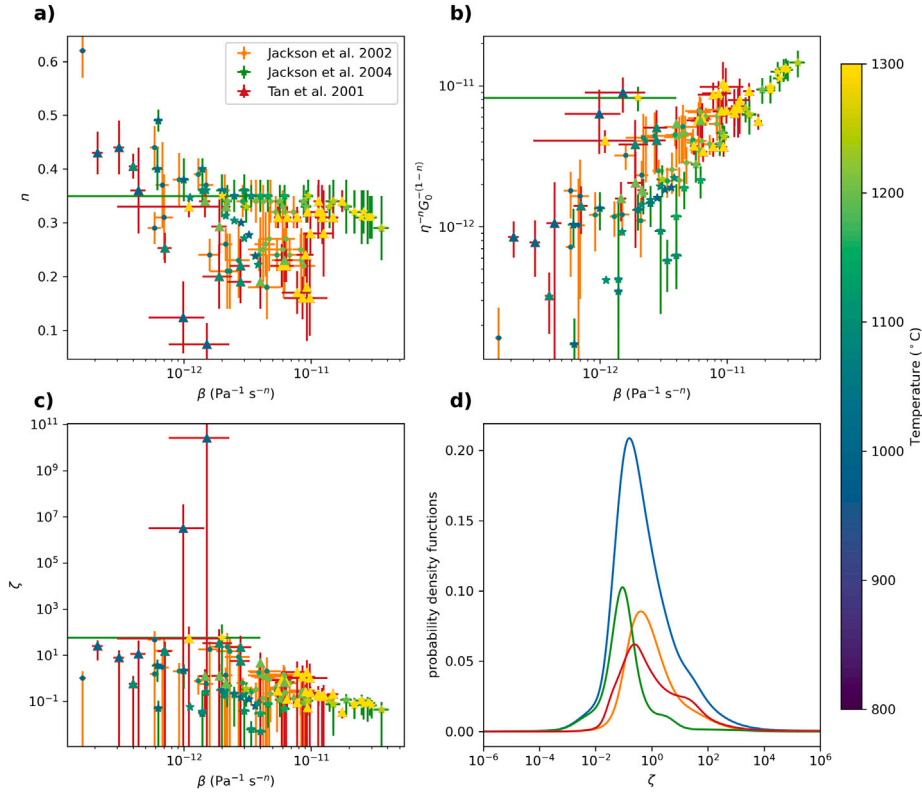 a)
0.6
0.5
0.4
0.3
0.2
0.1
n
10⁻¹²
10⁻¹¹
β (Pa⁻¹ s⁻ⁿ)
Jackson et al. 2002
Jackson et al. 2004
Tan et al. 2001
b)
10⁻¹¹
10⁻¹²
η⁻ⁿG₀⁻⁽¹⁻ⁿ⁾
10⁻¹²
10⁻¹¹
β (Pa⁻¹ s⁻ⁿ)
c)
10¹¹
10⁹
10⁷
10⁵
10³
10¹
10⁻¹
ζ
10⁻¹²
10⁻¹¹
β (Pa⁻¹ s⁻ⁿ)
d)
0.20
0.15
0.10
0.05
0.00
probability density functions
10⁻⁶
10⁻⁴
10⁻²
10⁰
10²
10⁴
10⁶
ζ
1300
1200
1100
1000
900
800
Temperature (°C)